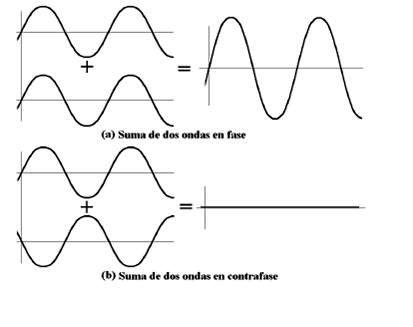 +
=
(a) Suma de dos ondas en fase
+
=
(b) Suma de dos ondas en contrafase